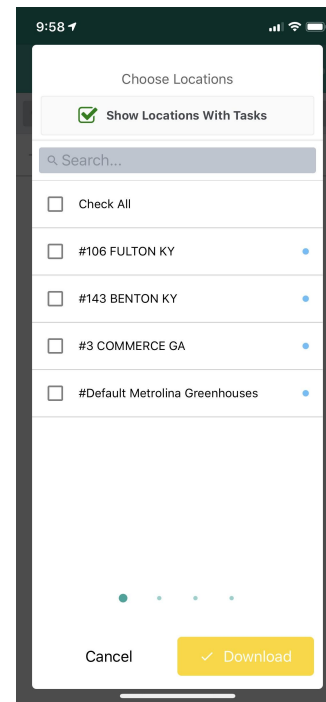 9:58
Choose Locations
Show Locations With Tasks
Search...
Check All
#106 FULTON KY
#143 BENTON KY
#3 COMMERCE GA
#Default Metrolina Greenhouses
Cancel
Download